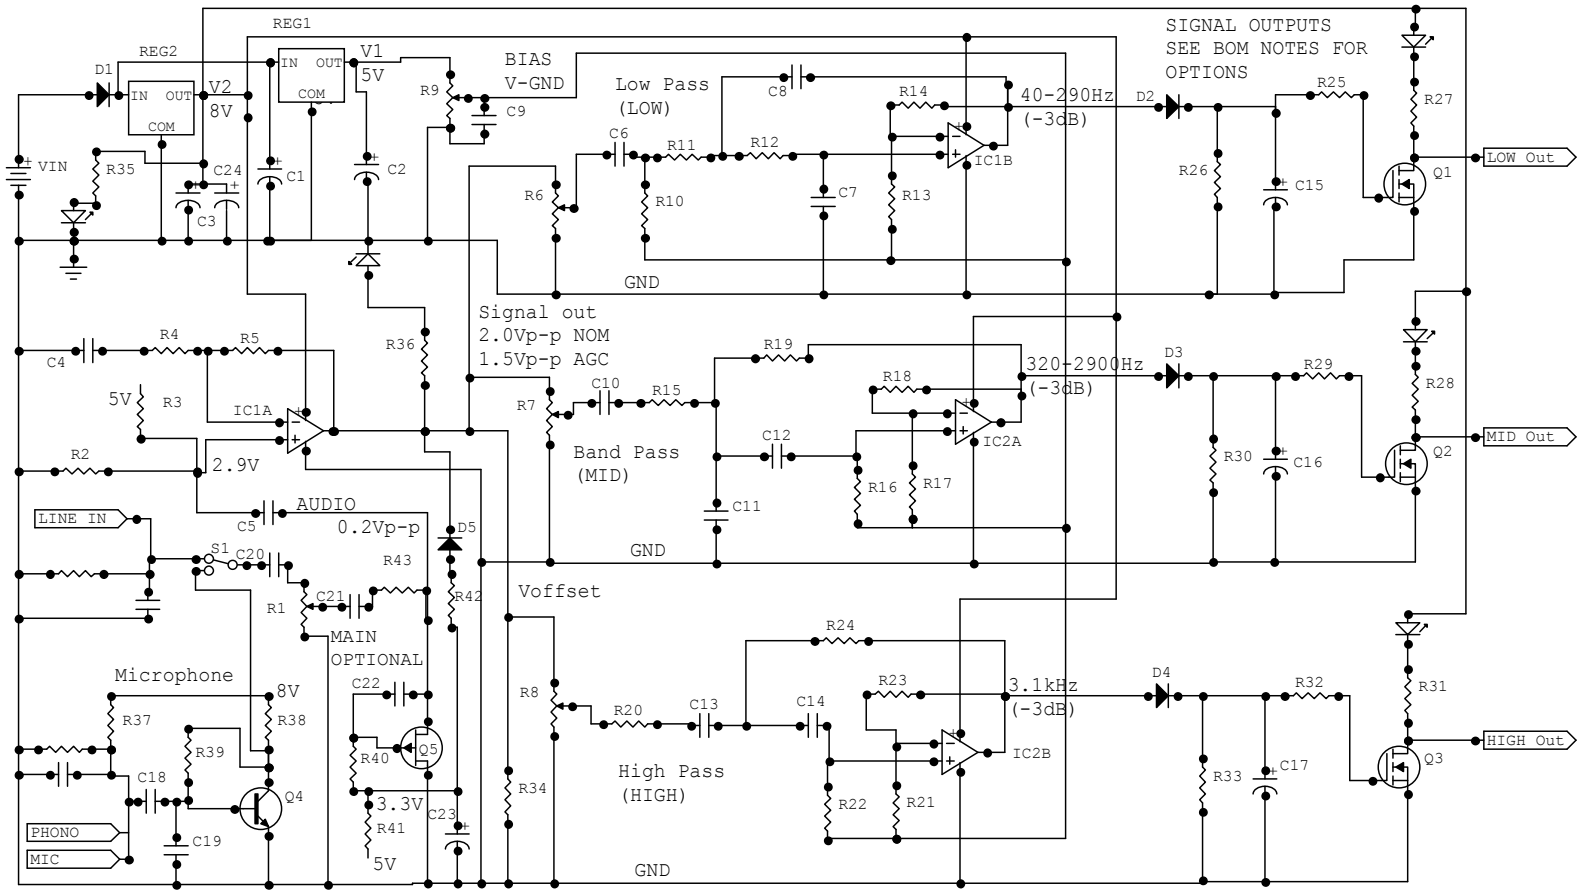 REG1
REG2
D1
IN
OUT
COM
V2
8V
IN
OUT
COM
V1
5V
R9
BIAS
V-GND
C9
VIN
R35
C24
C3
C1
C2
Low Pass
(LOW)
C8
C6
R11
R12
R14
40-290Hz
(-3dB)
IC1B
R6
R10
C7
R13
GND
SIGNAL OUTPUTS
SEE BOM NOTES FOR
OPTIONS
D2
R25
R26
C15
R27
Q1
LOW Out
R4
R5
C4
R3
5V
IC1A
R2
2.9V
R36
Signal out
2.0Vp-p NOM
1.5Vp-p AGC
R7
C10
R15
R19
R18
320-2900Hz
(-3dB)
IC2A
C12
Band Pass
(MID)
R16
R17
C11
GND
D3
R29
R30
C16
R28
Q2
MID Out
LINE IN
C5
AUDIO
0.2Vp-p
D5
S1
C20
R43
R1
C21
R42
MAIN
OPTIONAL
Voffset
R8
R24
R23
3.1kHz
(-3dB)
R20
C13
C14
IC2B
High Pass
(HIGH)
R22
R21
R34
GND
D4
R32
R33
C17
R31
Q3
HIGH Out
Microphone
8V
R37
R38
R39
C18
Q4
C19
PHONO
MIC
C22
R40
Q5
3.3V
C23
R41
5V